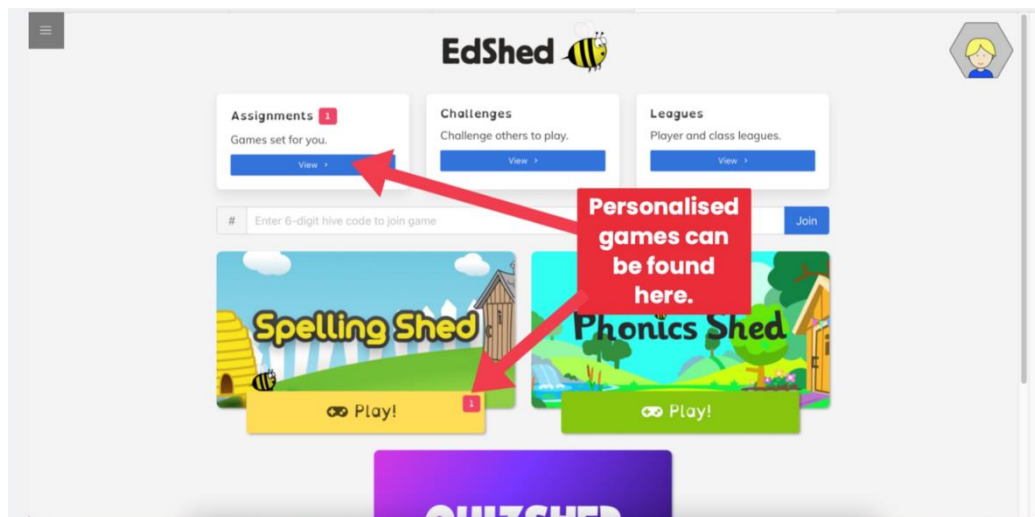 EdShed
Assignments 1
Games set for you.
View >
Challenges
Challenge others to play.
View >
Leagues
Player and class leagues.
View >
# Enter 6-digit hive code to join game
Join
Personalised
games can
be found
here.
Spelling Shed
Phonics Shed
Play! 1
Play!
QUIZSHED